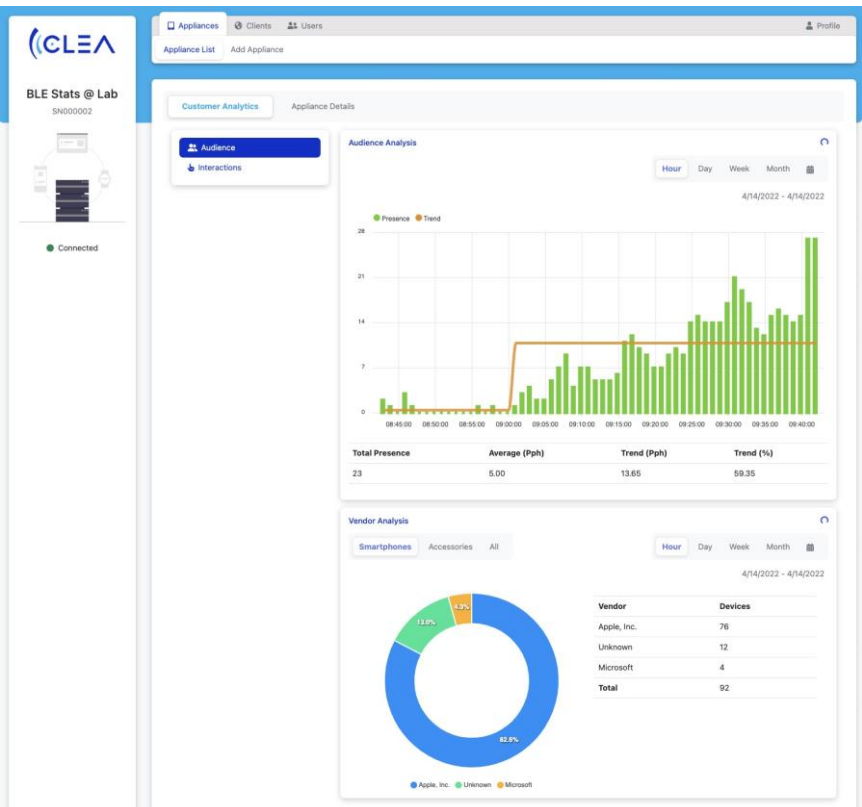 CLEA
BLE Stats @ Lab
SN000002
Connected
Appliances Clients Users Profile
Appliance List Add Appliance
Customer Analytics Appliance Details
Audience
Interactions
Audience Analysis
Hour Day Week Month
4/14/2022 - 4/14/2022
Presence Trend
28
21
14
7
0
08:45:00 08:50:00 08:55:00 09:00:00 09:05:00 09:10:00 09:15:00 09:20:00 09:25:00 09:30:00 09:35:00 09:40:00
Total Presence Average (Pph) Trend (Pph) Trend (%)
23 5.00 13.65 59.35
Vendor Analysis
Smartphones Accessories All Hour Day Week Month
4/14/2022 - 4/14/2022
4.3%
13.0%
82.6%
Apple, Inc. Unknown Microsoft
Vendor Devices
Apple, Inc. 76
Unknown 12
Microsoft 4
Total 92